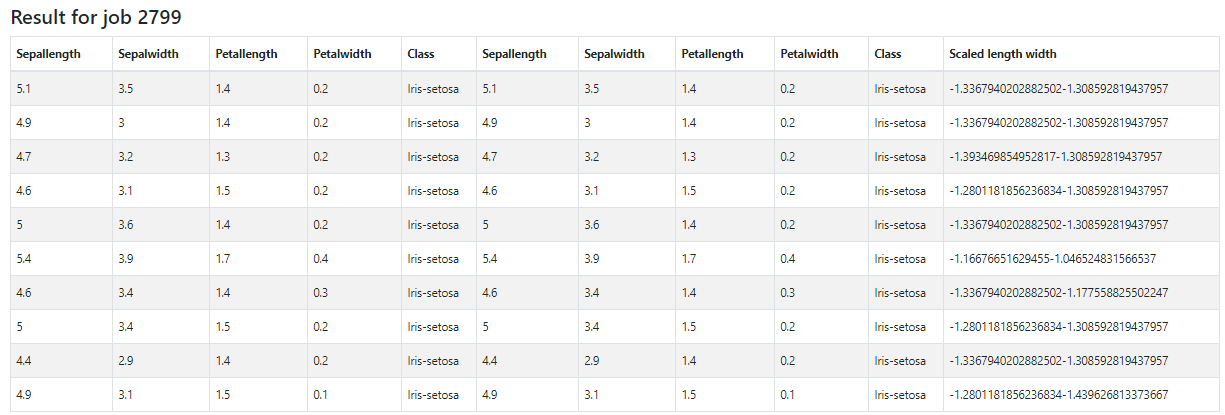 Result for job 2799
Sepallength Sepalwidth Petallength Petalwidth Class Sepallength Sepalwidth Petallength Petalwidth Class Scaled length width
5.1 3.5 1.4 0.2 Iris-setosa 5.1 3.5 1.4 0.2 Iris-setosa -1.3367940202882502-1.308592819437957
4.9 3 1.4 0.2 Iris-setosa 4.9 3 1.4 0.2 Iris-setosa -1.3367940202882502-1.308592819437957
4.7 3.2 1.3 0.2 Iris-setosa 4.7 3.2 1.3 0.2 Iris-setosa -1.393469854952817-1.308592819437957
4.6 3.1 1.5 0.2 Iris-setosa 4.6 3.1 1.5 0.2 Iris-setosa -1.2801181856236834-1.308592819437957
5 3.6 1.4 0.2 Iris-setosa 5 3.6 1.4 0.2 Iris-setosa -1.3367940202882502-1.308592819437957
5.4 3.9 1.7 0.4 Iris-setosa 5.4 3.9 1.7 0.4 Iris-setosa -1.16676651629455-1.046524831566537
4.6 3.4 1.4 0.3 Iris-setosa 4.6 3.4 1.4 0.3 Iris-setosa -1.3367940202882502-1.177558825502247
5 3.4 1.5 0.2 Iris-setosa 5 3.4 1.5 0.2 Iris-setosa -1.2801181856236834-1.308592819437957
4.4 2.9 1.4 0.2 Iris-setosa 4.4 2.9 1.4 0.2 Iris-setosa -1.3367940202882502-1.308592819437957
4.9 3.1 1.5 0.1 Iris-setosa 4.9 3.1 1.5 0.1 Iris-setosa -1.2801181856236834-1.439626813373667